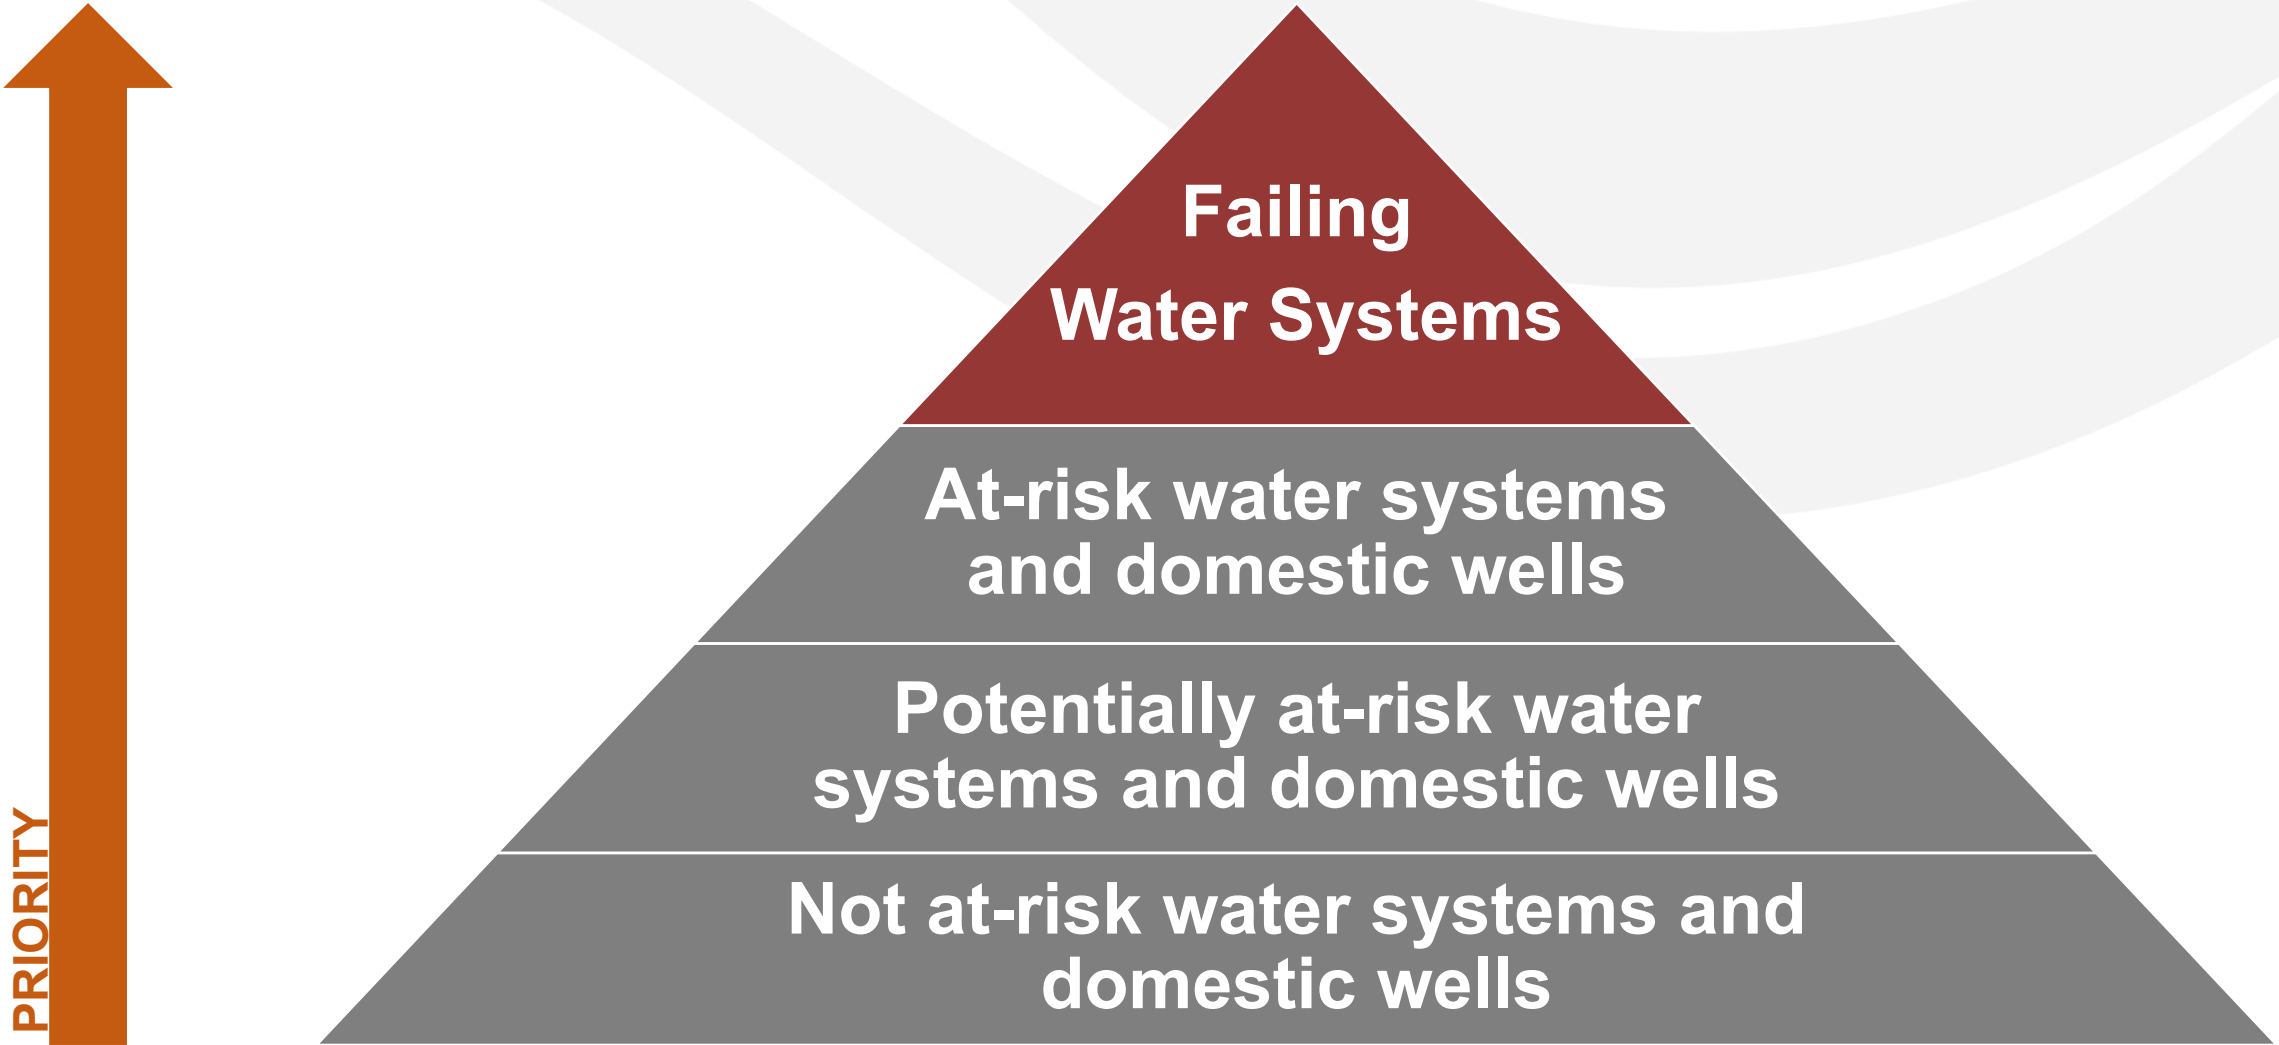 PRIORITY
Failing
Water Systems
At-risk water systems
and domestic wells
Potentially at-risk water
systems and domestic wells
Not at-risk water systems and
domestic wells